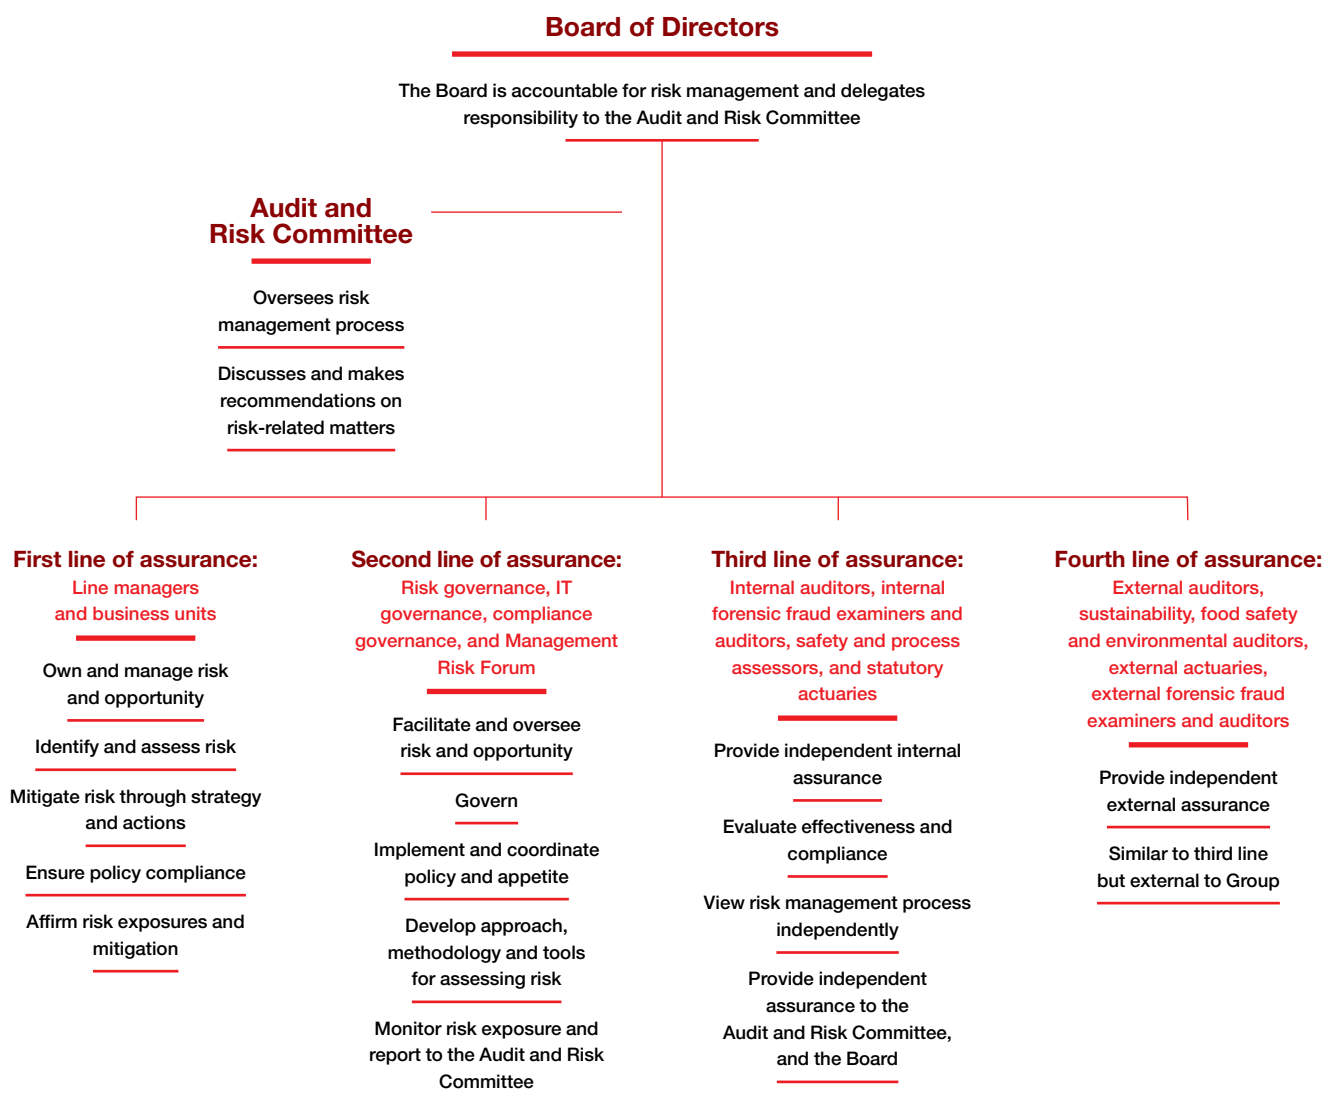 Board of Directors
The Board is accountable for risk management and delegates
responsibility to the Audit and Risk Committee
Audit and
Risk Committee
Oversees risk
management process
Discusses and makes
recommendations on
risk-related matters
First line of assurance:
Line managers
and business units
Own and manage risk
and opportunity
Identify and assess risk
Mitigate risk through strategy
and actions
Ensure policy compliance
Affirm risk exposures and
mitigation
Second line of assurance:
Risk governance, IT
governance, compliance
governance, and Management
Risk Forum
Facilitate and oversee
risk and opportunity
Govern
Implement and coordinate
policy and appetite
Develop approach,
methodology and tools
for assessing risk
Monitor risk exposure and
report to the Audit and Risk
Committee
Third line of assurance:
Internal auditors, internal
forensic fraud examiners and
auditors, safety and process
assessors, and statutory
actuaries
Provide independent internal
assurance
Evaluate effectiveness and
compliance
View risk management process
independently
Provide independent
assurance to the
Audit and Risk Committee,
and the Board
Fourth line of assurance:
External auditors,
sustainability, food safety
and environmental auditors,
external actuaries,
external forensic fraud
examiners and auditors
Provide independent
external assurance
Similar to third line
but external to Group